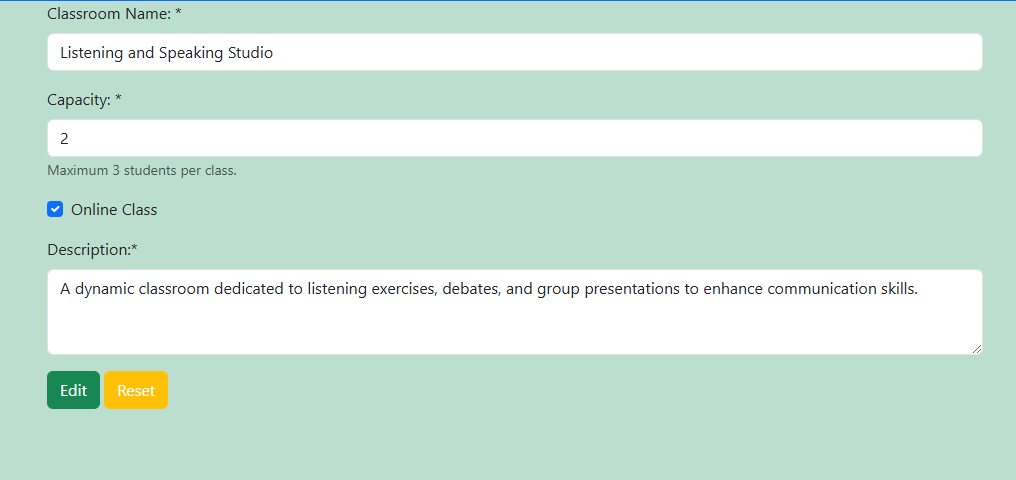 Classroom Name: *
Listening and Speaking Studio
Capacity: *
2
Maximum 3 students per class.
Online Class
Description:*
A dynamic classroom dedicated to listening exercises, debates, and group presentations to enhance communication skills.
Edit Reset